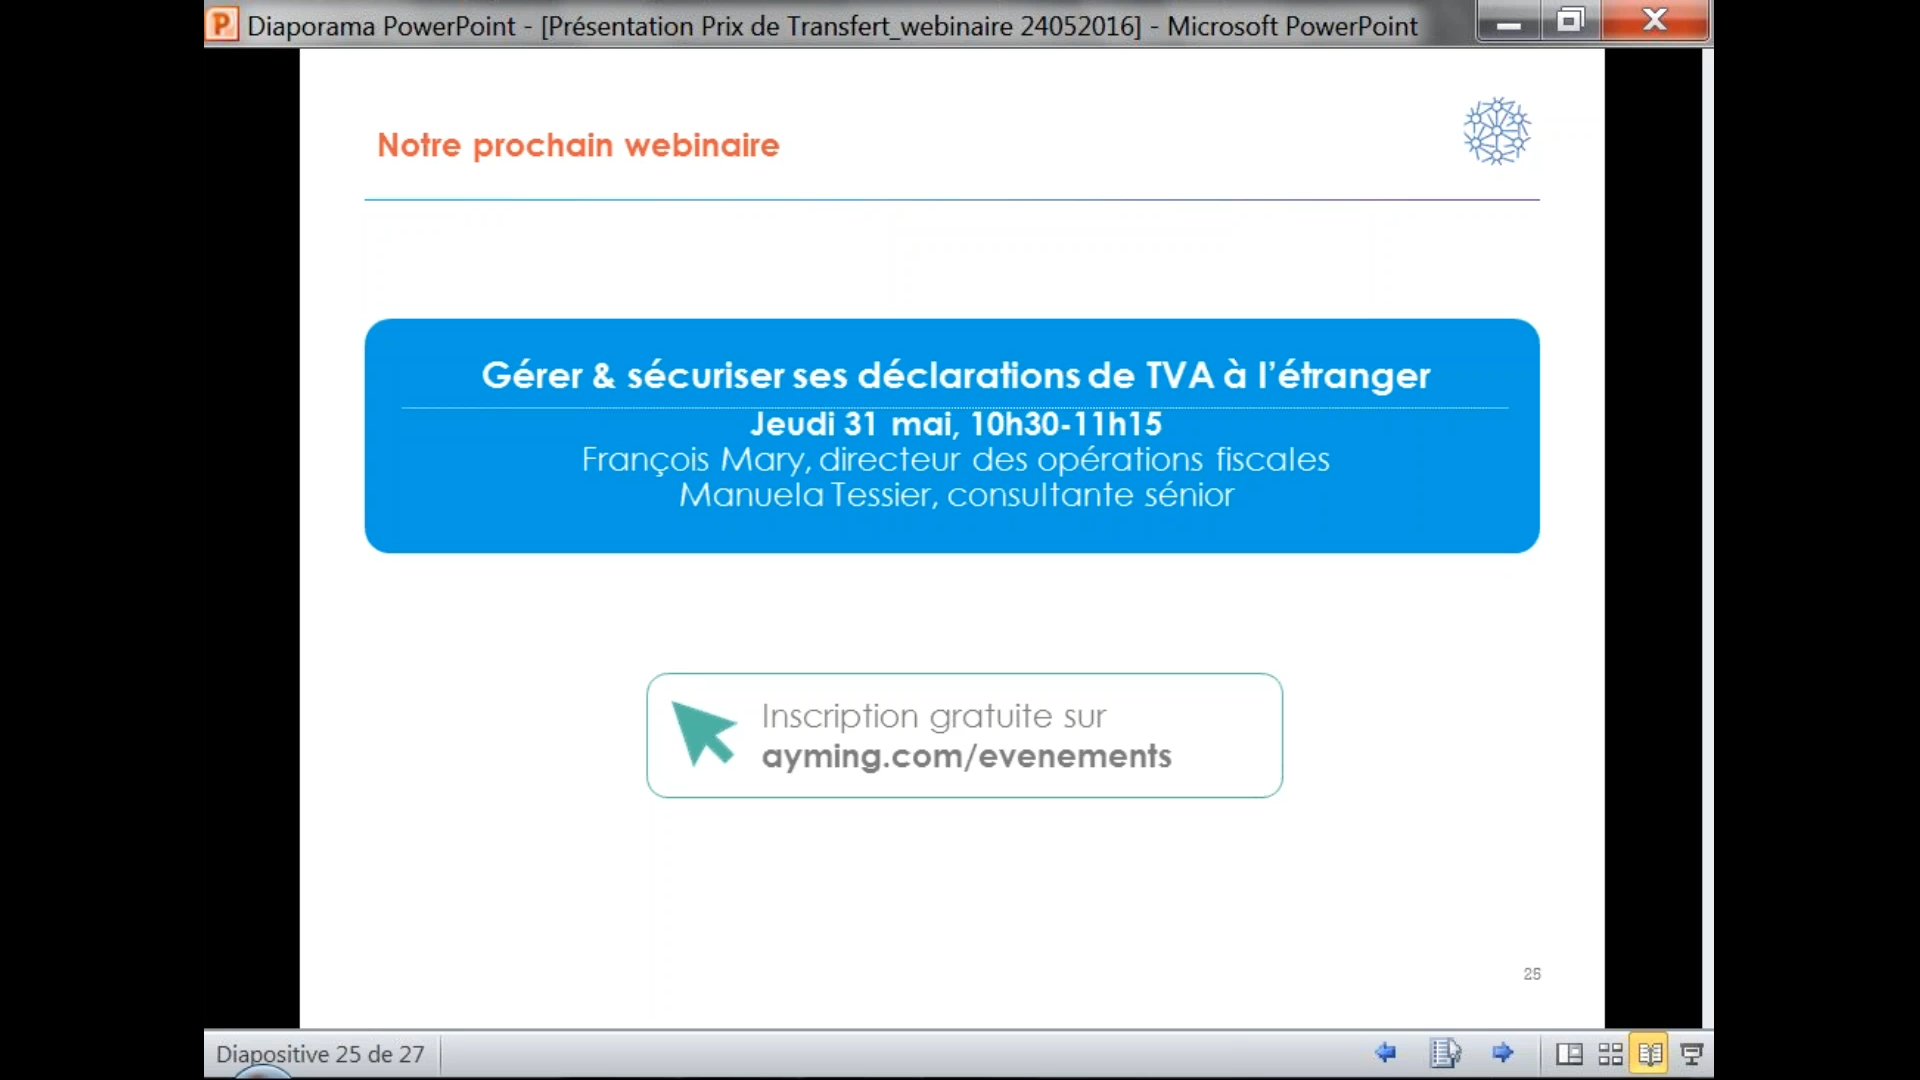 Diaporama PowerPoint - [Présentation Prix de Transfert_webinaire 24052016] - Microsoft PowerPoint
Notre prochain webinaire
Gérer & sécuriser ses déclarations de TVA à l'étranger
Jeudi 31 mai, 10h30-11h15
François Mary, directeur des opérations fiscales
Manuela Tessier, consultante sénior
Inscription gratuite sur
ayming.com/evenements
25
Diapositive 25 de 27